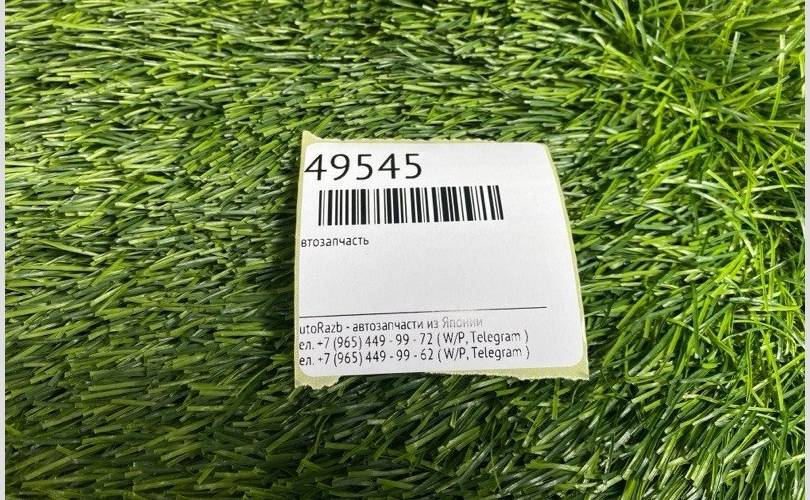 49545
втозапчасть
utoRazb - автозапчасти из Японии
ел. +7 (965) 449 - 99 - 72 ( W/P, Telegram )
ел. +7 (965) 449 - 99 - 62 ( W/P, Telegram )